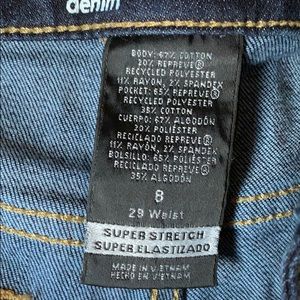 denim
BODY: 67% COTTON
20% REPREVE®
RECYCLED POLYESTER
11% RAYON, 2% SPANDEX
POCKET: 65% REPREVE®
RECYCLED POLYESTER
35% COTTON
CUERPO: 67% ALGODÓN
20% POLIÉSTER
RECICLADO REPREVE®
11% RAYÓN, 2% SPANDEX
BOLSILLO: 65% POLIÉSTER
RECICLADO REPREVE®
35% ALGODÓN
8
29 Waist
SUPER STRETCH
SUPER ELASTIZADO
MADE IN VIETNAM
HECHO EN VIETNAM